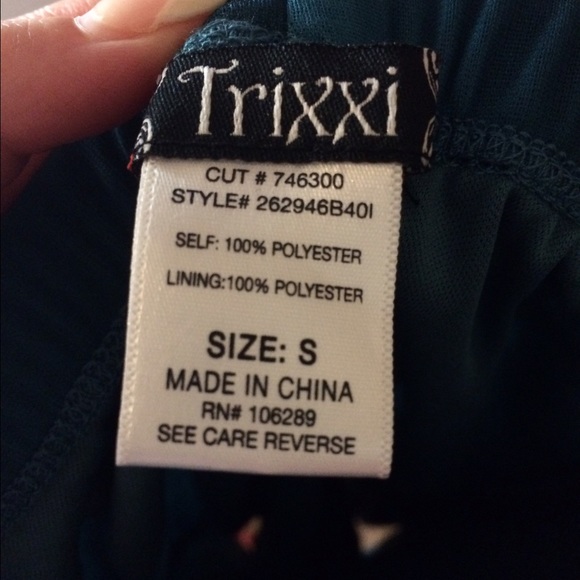 Trixxi
CUT # 746300
STYLE# 262946B40I
SELF: 100% POLYESTER
LINING:100% POLYESTER
SIZE: S
MADE IN CHINA
RN# 106289
SEE CARE REVERSE